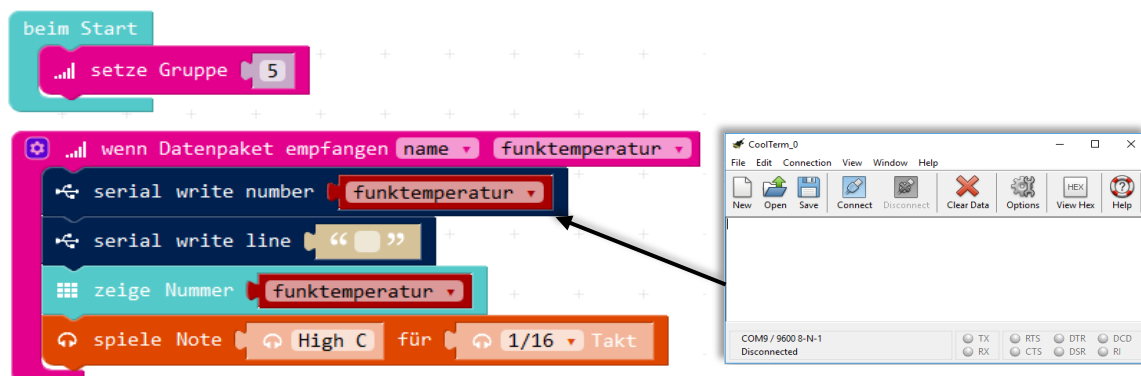 beim Start
setze Gruppe 5
wenn Datenpaket empfangen name funktemperatur
serial write number funktemperatur
serial write line “ ”
zeige Nummer funktemperatur
spiele Note High C für 1/16 Takt
CoolTerm_0
File Edit Connection View Window Help
New Open Save Connect Disconnect Clear Data Options HEX View Hex Help
COM9 / 9600 8-N-1
Disconnected
TX RTS DTR DCD
RX CTS DSR RI